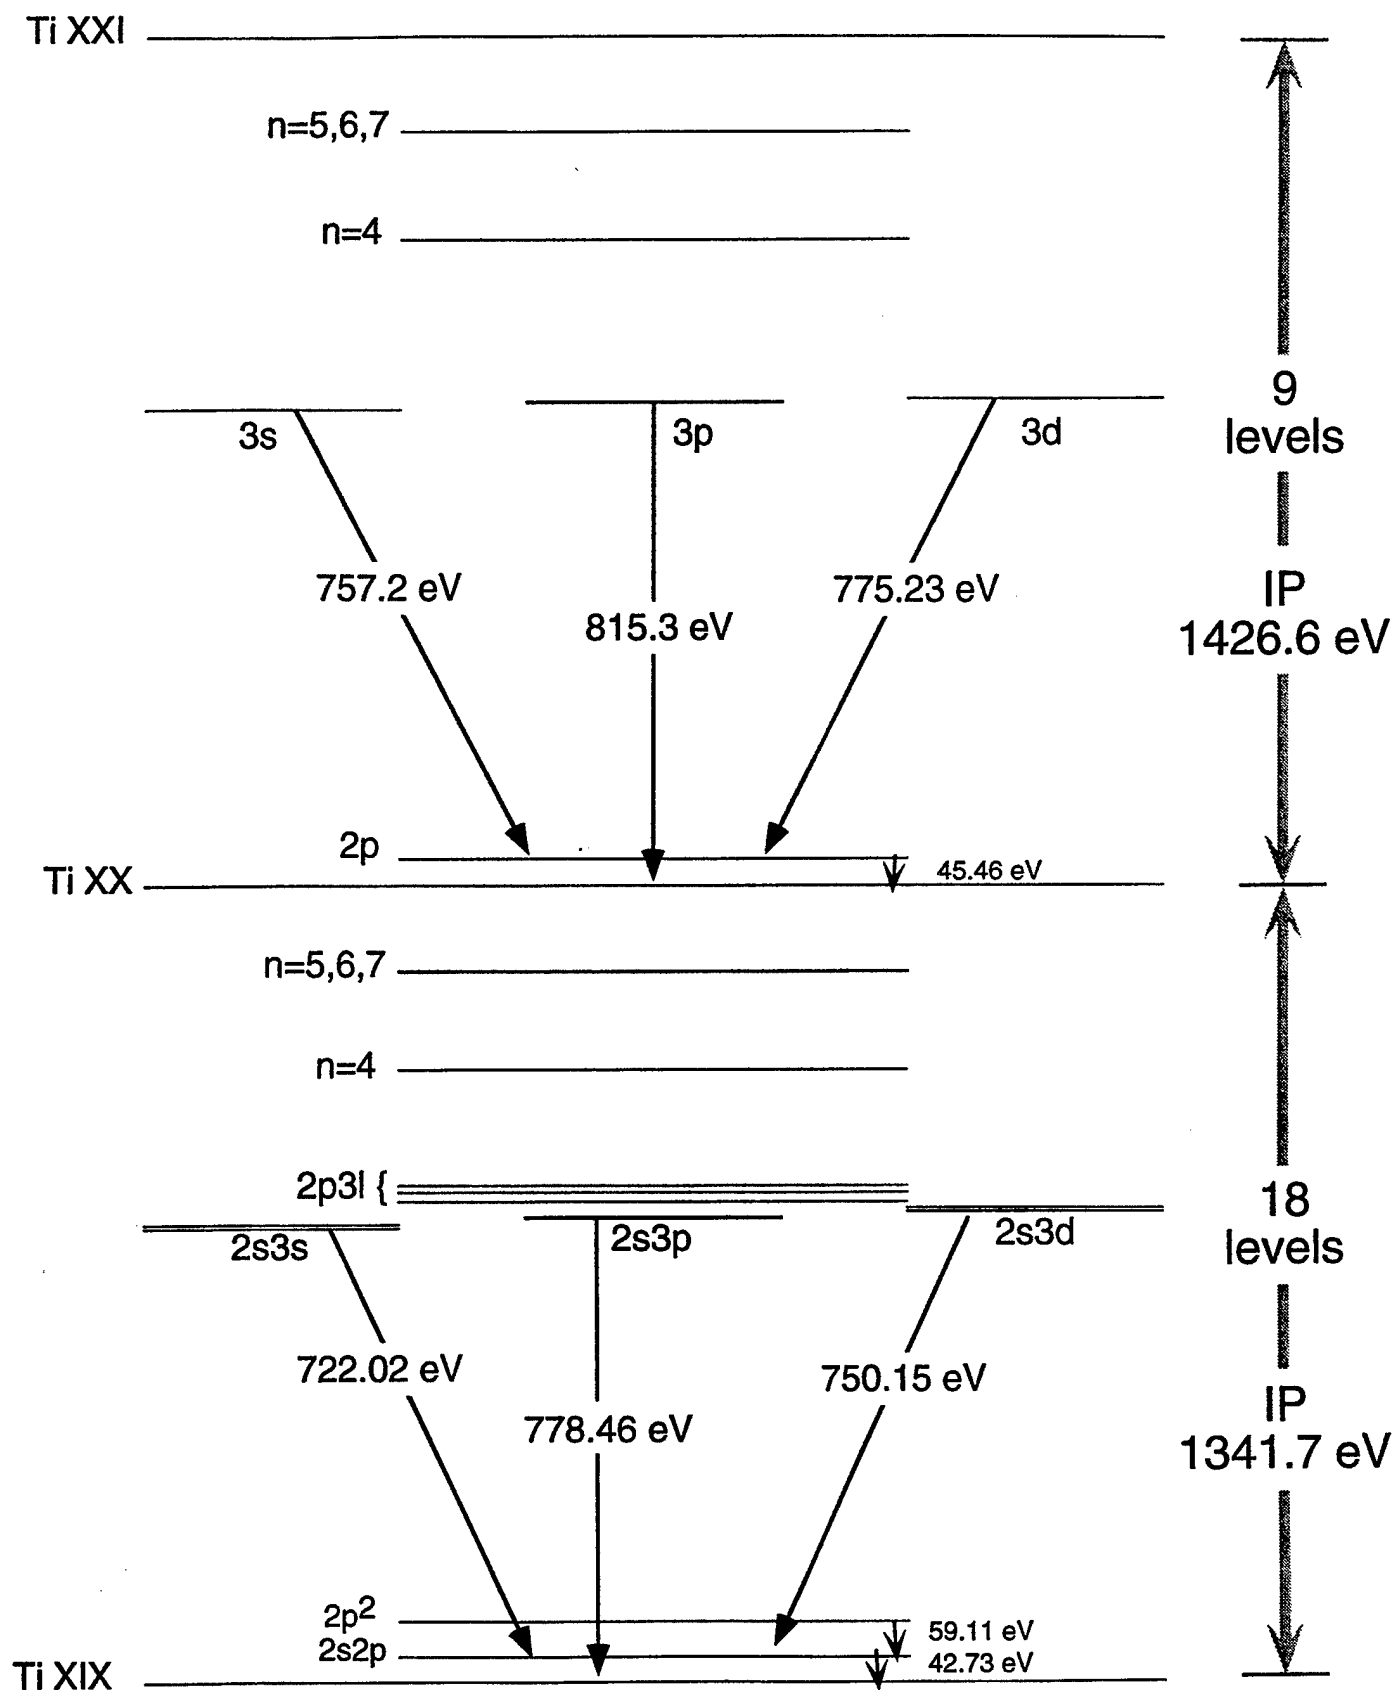 Ti XXI
n=5,6,7
n=4
9
levels
3s
3p
3d
757.2 eV
775.23 eV
IP
815.3 eV
1426.6 eV
2p
45.46 eV
Ti XX
n=5,6,7
n=4
2p3l {
18
levels
2s3s
2s3p
2s3d
722.02 eV
750.15 eV
IP
778.46 eV
1341.7 eV
2p²
59.11 eV
2s2p
42.73 eV
Ti XIX